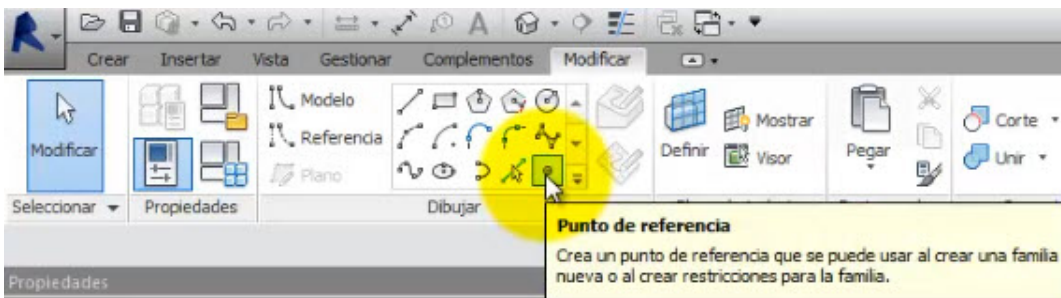 Crear Insertar Vista Gestionar Complementos Modificar
Modelo
Referencia
Plano
Modificar
Definir
Mostrar
Visor
Pegar
Corte
Unir
Seleccionar Propiedades Dibujar
Punto de referencia
Crea un punto de referencia que se puede usar al crear una familia
nueva o al crear restricciones para la familia.
Propiedades